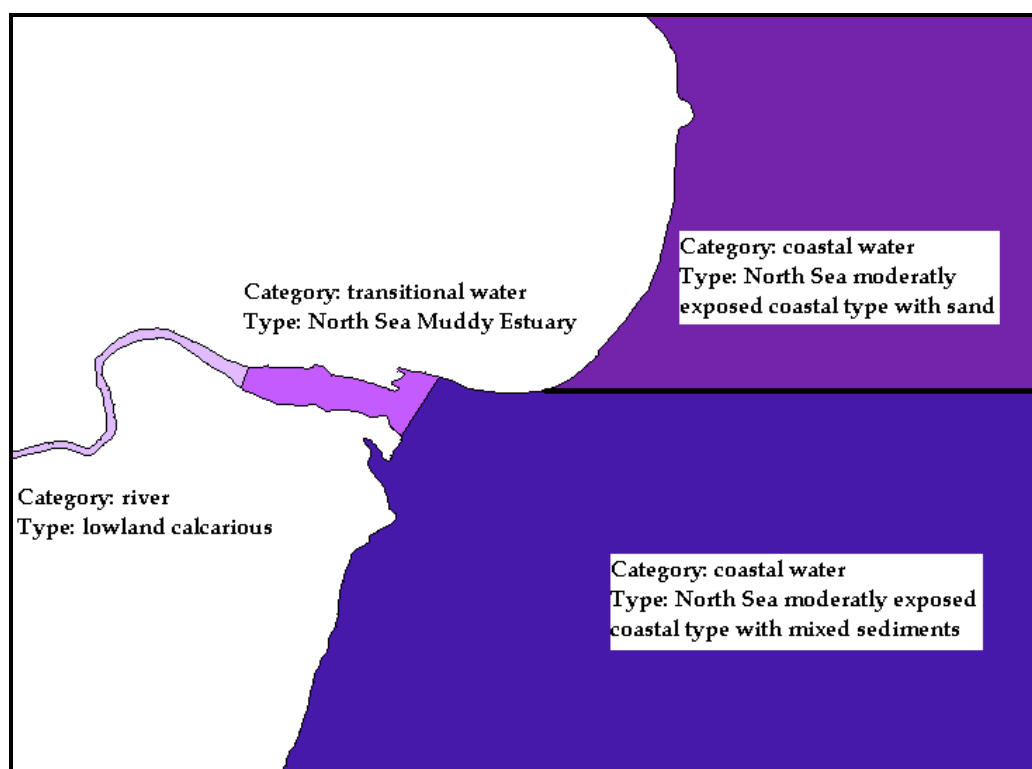 Category: coastal water
Type: North Sea moderatly
exposed coastal type with sand
Category: transitional water
Type: North Sea Muddy Estuary
Category: river
Type: lowland calcarious
Category: coastal water
Type: North Sea moderatly exposed
coastal type with mixed sediments